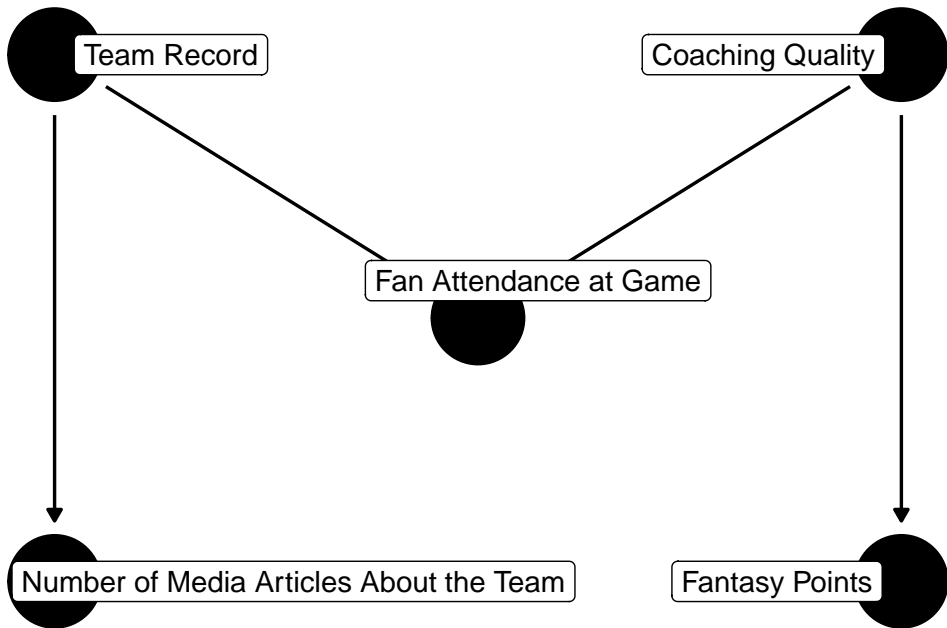 Team Record
Coaching Quality
Fan Attendance at Game
Number of Media Articles About the Team
Fantasy Points